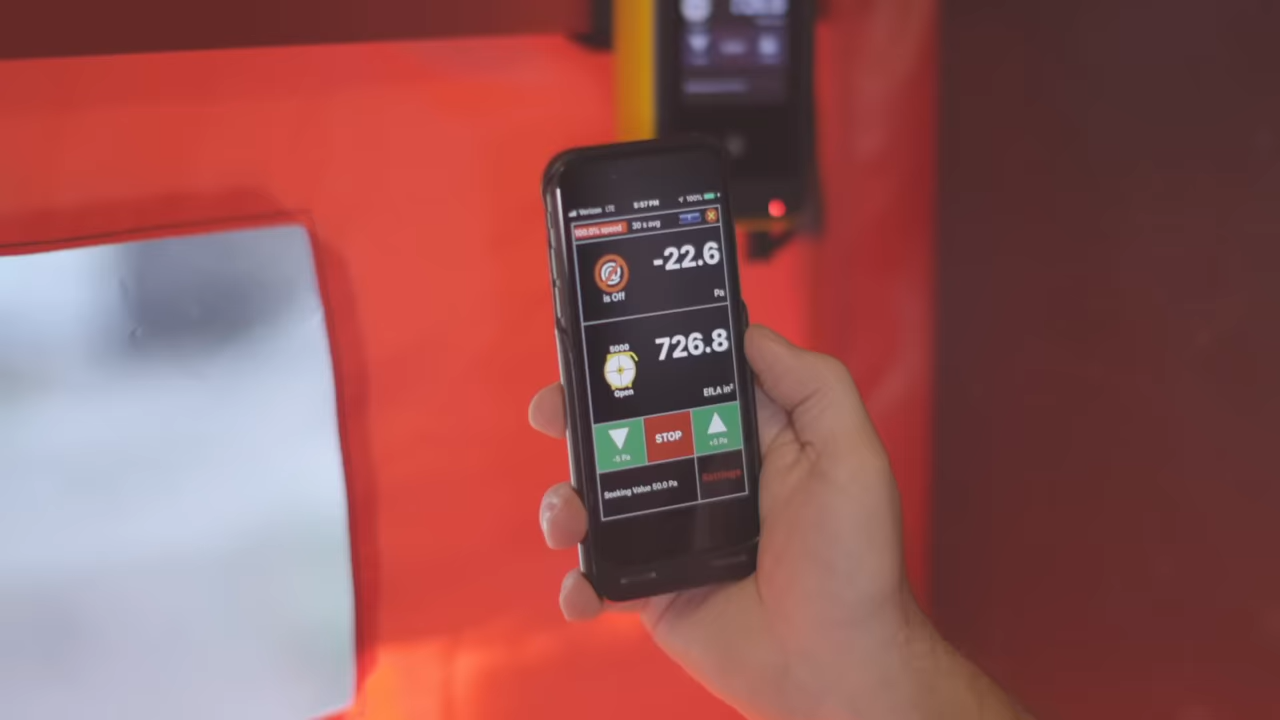 Verizon LTE 5:57 PM 100%
100.0% speed 30 s avg
-22.6
is Off
Pa
5000
726.8
Open
EfLA in²
STOP
-5 Pa +5 Pa
Seeking Value 50.0 Pa Settings